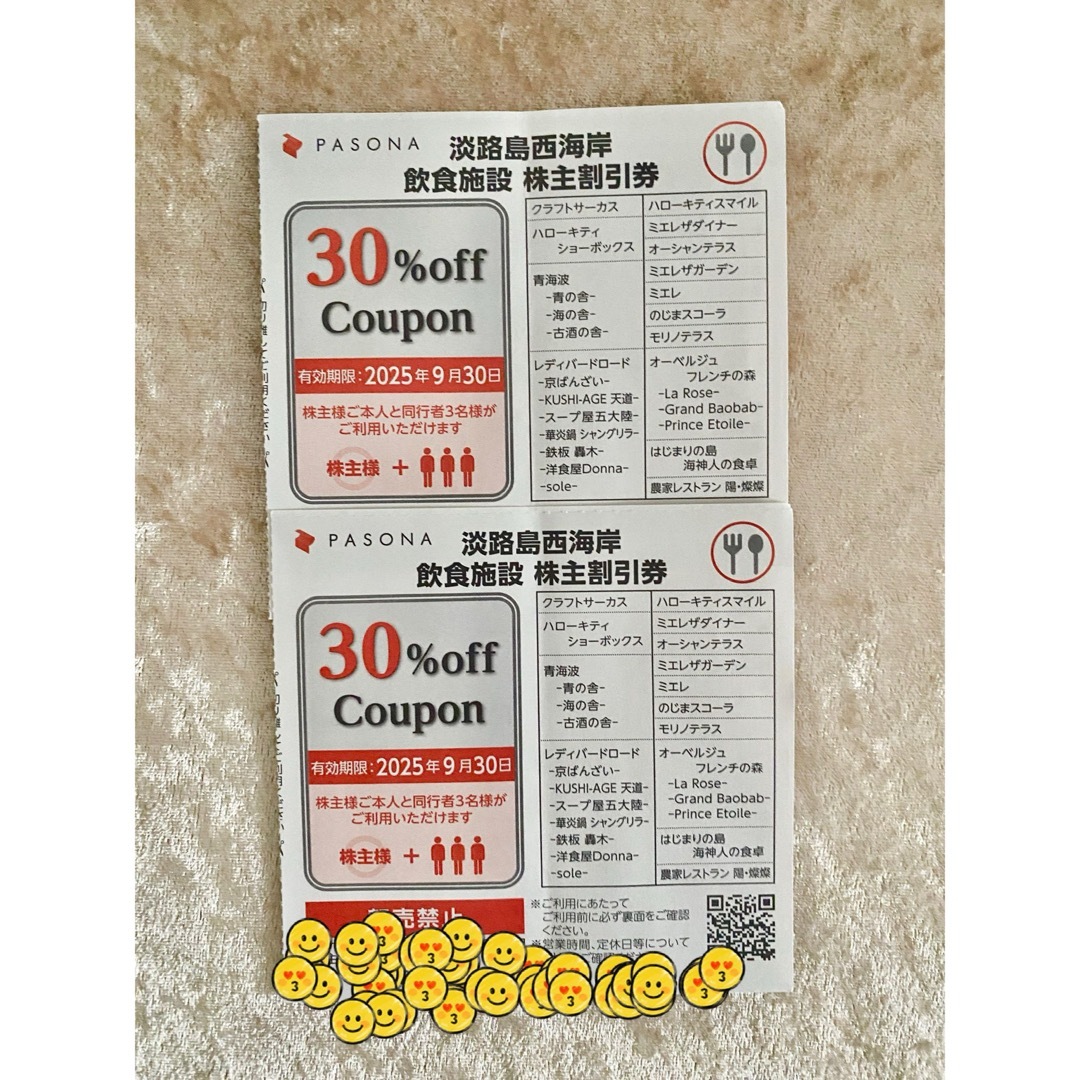 PASONA
淡路島西海岸
飲食施設 株主割引券
30%off
Coupon
有効期限：2025年9月30日
株主様ご本人と同行者3名様が
ご利用いただけます
株主様 +
クラフトサーカス
ハローキティ
ショーボックス
青海波
-青の舎-
-海の舎-
-古酒の舎-
レディバードロード
-京ばんざい-
-KUSHI-AGE 天道-
-スープ屋五大陸-
-華炎鍋 シャングリラ-
-鉄板 轟木-
-洋食屋Donna-
-sole-
ハローキティスマイル
ミエレザダイナー
オーシャンテラス
ミエレザガーデン
ミエレ
のじまスコーラ
モリノテラス
オーベルジュ
フレンチの森
-La Rose-
-Grand Baobab-
-Prince Etoile-
はじまりの島
海神人の食卓
農家レストラン 陽・燦燦
PASONA
淡路島西海岸
飲食施設 株主割引券
30%off
Coupon
有効期限：2025年9月30日
株主様ご本人と同行者3名様が
ご利用いただけます
株主様 +
クラフトサーカス
ハローキティ
ショーボックス
青海波
-青の舎-
-海の舎-
-古酒の舎-
レディバードロード
-京ばんざい-
-KUSHI-AGE 天道-
-スープ屋五大陸-
-華炎鍋 シャングリラ-
-鉄板 轟木-
-洋食屋Donna-
-sole-
ハローキティスマイル
ミエレザダイナー
オーシャンテラス
ミエレザガーデン
ミエレ
のじまスコーラ
モリノテラス
オーベルジュ
フレンチの森
-La Rose-
-Grand Baobab-
-Prince Etoile-
はじまりの島
海神人の食卓
農家レストラン 陽・燦燦
売禁止
※ご利用にあたって
ご利用前に必ず裏面をご確認
ください。
※営業時間、定休日等について